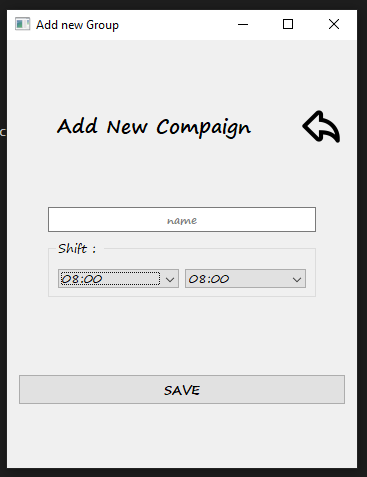 Add new Group
c
Add New Compaign
name
Shift :
08:00 08:00
SAVE